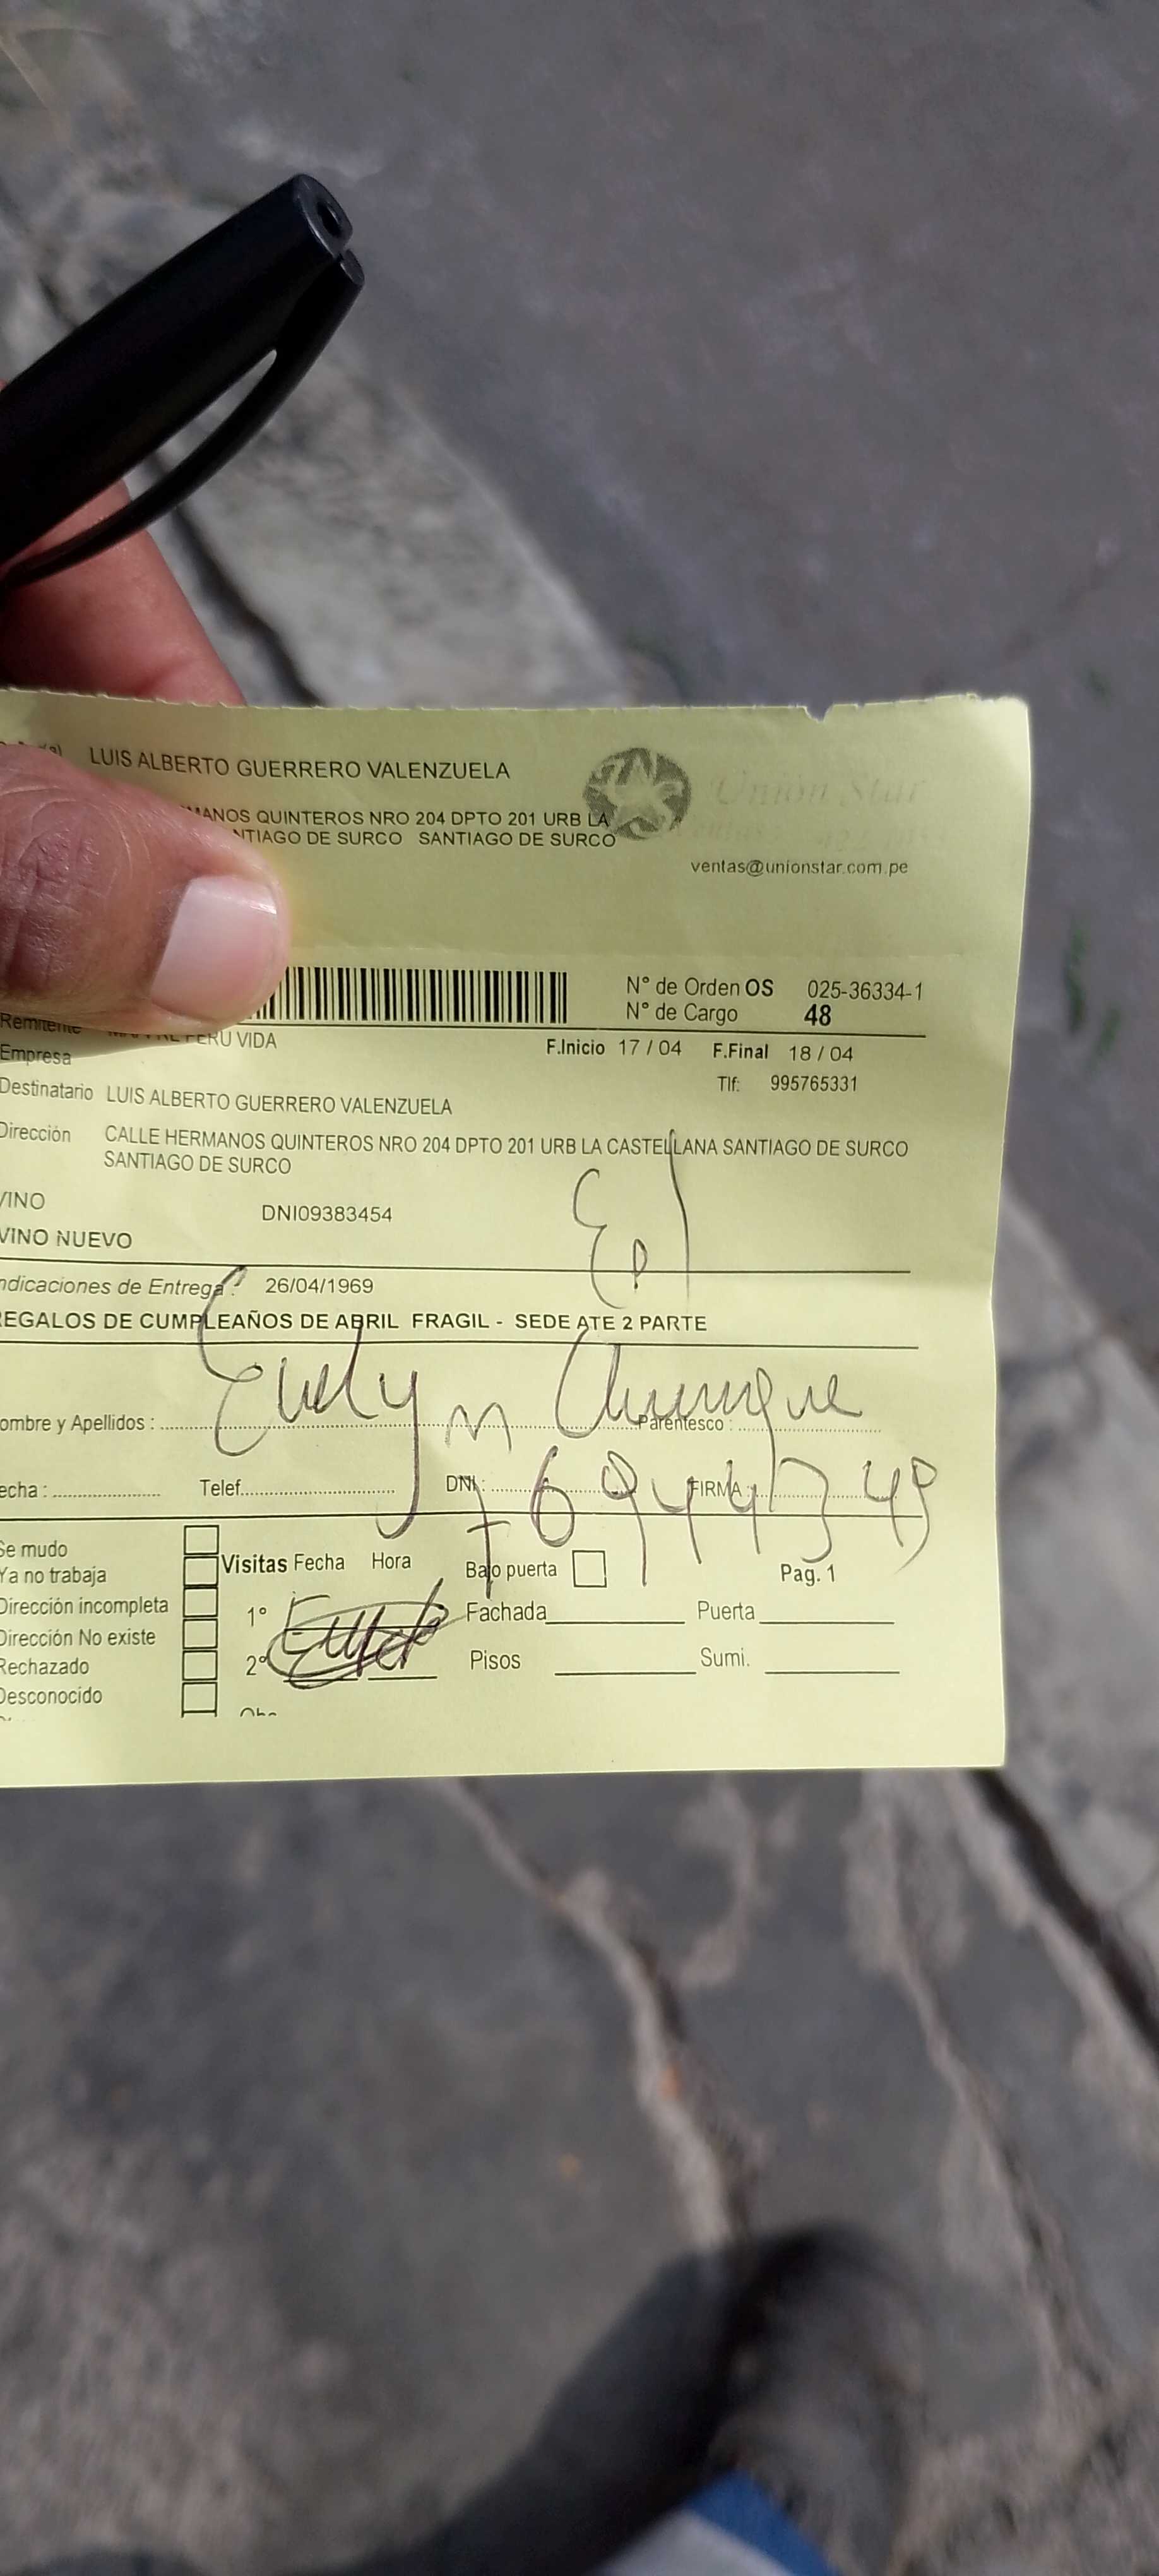 LUIS ALBERTO GUERRERO VALENZUELA
MANOS QUINTEROS NRO 204 DPTO 201 URB LA
NTIAGO DE SURCO SANTIAGO DE SURCO
Union Star
ventas@unionstar.com.pe
N° de Orden OS 025-36334-1
N° de Cargo 48
Remitente PERU VIDA
Empresa
F.Inicio 17 / 04 F.Final 18 / 04
Tlf: 995765331
Destinatario LUIS ALBERTO GUERRERO VALENZUELA
Dirección CALLE HERMANOS QUINTEROS NRO 204 DPTO 201 URB LA CASTELLANA SANTIAGO DE SURCO
SANTIAGO DE SURCO
VINO DNI09383454
VINO NUEVO
ndicaciones de Entrega : 26/04/1969
REGALOS DE CUMPLEAÑOS DE ABRIL FRAGIL - SEDE ATE 2 PARTE
Evelyn
ombre y Apellidos : Parentesco :
echa : Telef. DNI : FIRMA :
Se mudo
Ya no trabaja
Dirección incompleta
Dirección No existe
Rechazado
Desconocido
Visitas Fecha Hora Bajo puerta Pag. 1
1° Fachada Puerta
2° Pisos Sumi.